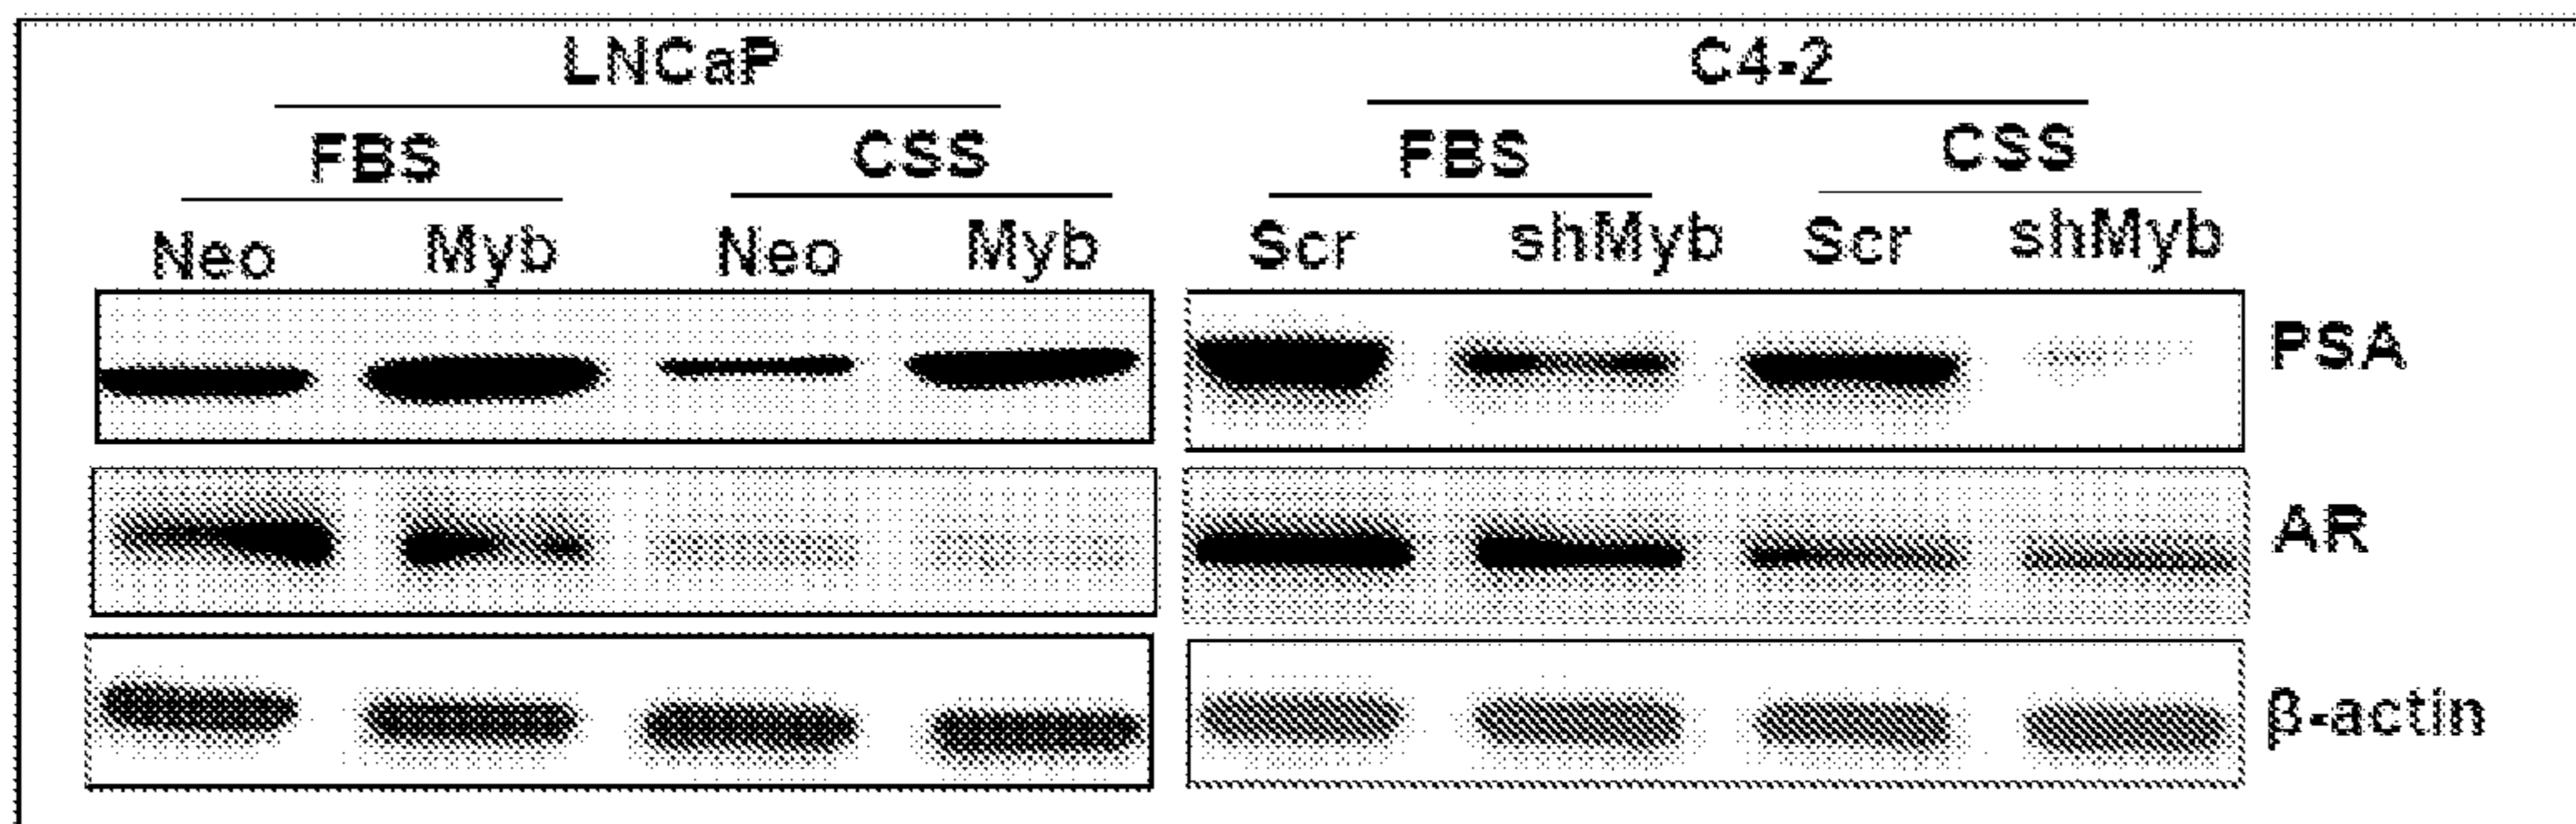 LNCaP C4-2
FBS CSS FBS CSS
Neo Myb Neo Myb Scr shMyb Scr shMyb
PSA
AR
β-actin